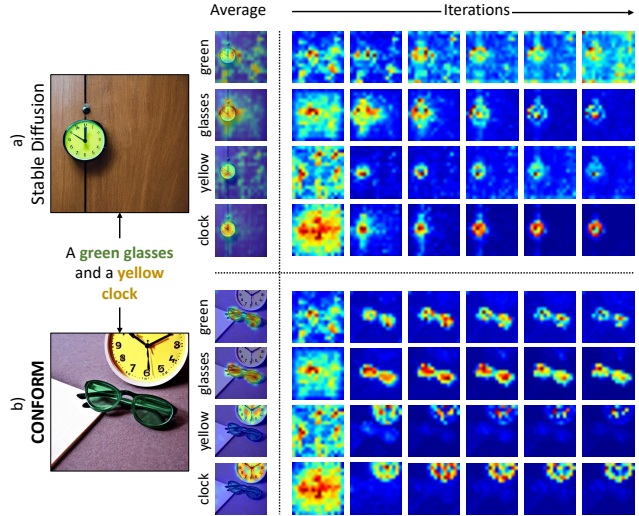 Average
Iterations
a)
Stable Diffusion
green
glasses
yellow
clock
A green glasses
and a yellow
clock
b)
CONFORM
green
glasses
yellow
clock